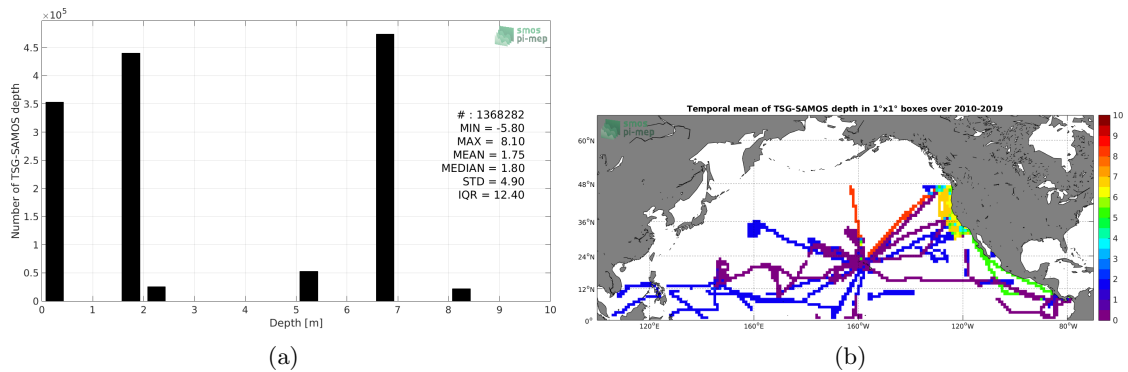 ×10⁵
smos
pi-mep
4.5
4
3.5
3
2.5
2
1.5
1
0.5
0
Number of TSG-SAMOS depth
# : 1368282
MIN = -5.80
MAX = 8.10
MEAN = 1.75
MEDIAN = 1.80
STD = 4.90
IQR = 12.40
0 1 2 3 4 5 6 7 8 9 10
Depth [m]
(a)
Temporal mean of TSG-SAMOS depth in 1°x1° boxes over 2010-2019
smos
pi-mep
60°N
48°N
36°N
24°N
12°N
0°
120°E 160°E 160°W 120°W 80°W
10
9
8
7
6
5
4
3
2
1
0
(b)